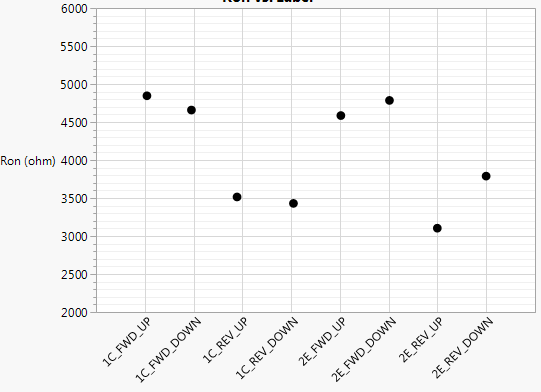 6000
5500
5000
4500
Ron (ohm)
4000
3500
3000
2500
2000
1C_FWD_UP
1C_FWD_DOWN
1C_REV_UP
1C_REV_DOWN
2E_FWD_UP
2E_FWD_DOWN
2E_REV_UP
2E_REV_DOWN